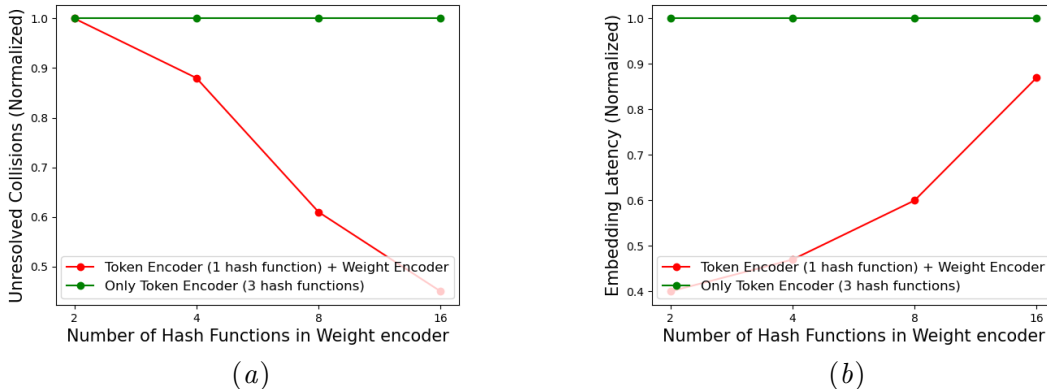 Unresolved Collisions (Normalized)
1.0
0.9
0.8
0.7
0.6
0.5
Token Encoder (1 hash function) + Weight Encoder
Only Token Encoder (3 hash functions)
2 4 8 16
Number of Hash Functions in Weight encoder
(a)
Embedding Latency (Normalized)
1.0
0.9
0.8
0.7
0.6
0.5
0.4
Token Encoder (1 hash function) + Weight Encoder
Only Token Encoder (3 hash functions)
2 4 8 16
Number of Hash Functions in Weight encoder
(b)